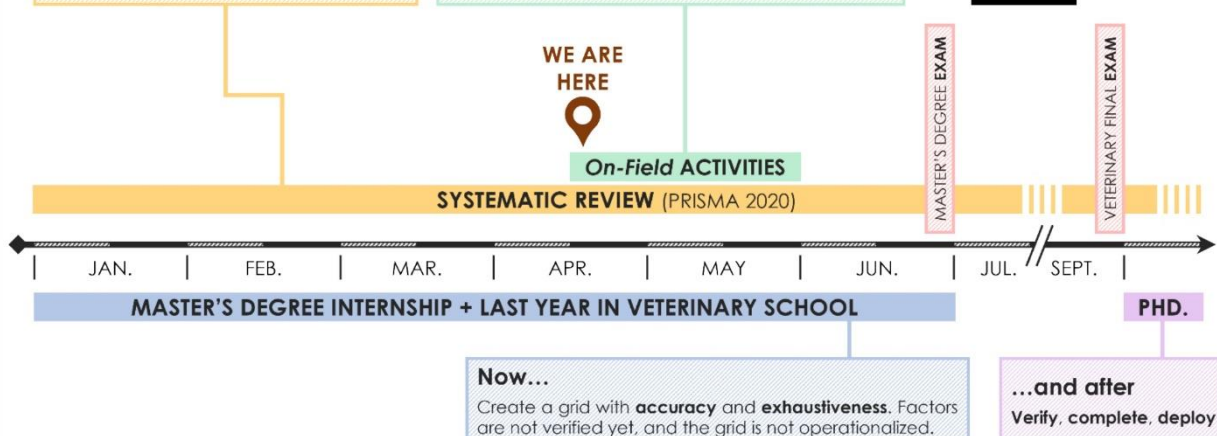 WE ARE
HERE
MASTER'S DEGREE EXAM
VETERINARY FINAL EXAM
On-Field ACTIVITIES
SYSTEMATIC REVIEW (PRISMA 2020)
JAN. FEB. MAR. APR. MAY JUN. JUL. SEPT.
MASTER'S DEGREE INTERNSHIP + LAST YEAR IN VETERINARY SCHOOL
PHD.
Now...
Create a grid with accuracy and exhaustiveness. Factors
are not verified yet, and the grid is not operationalized.
...and after
Verify, complete, deploy